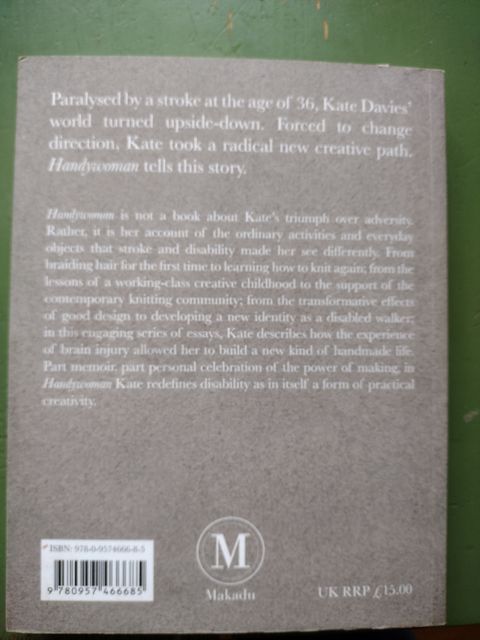 Paralysed by a stroke at the age of 36, Kate Davies'
world turned upside-down. Forced to change
direction, Kate took a radical new creative path.
Handywoman tells this story.
Handywoman is not a book about Kate's triumph over adversity.
Rather, it is her account of the ordinary activities and everyday
objects that stroke and disability made her see differently. From
braiding hair for the first time to learning how to knit again; from the
lessons of a working-class creative childhood to the support of the
contemporary knitting community; from the transformative effects
of good design to developing a new identity as a disabled walker;
in this engaging series of essays, Kate describes how the experience
of brain injury allowed her to build a new kind of handmade life.
Part memoir, part personal celebration of the power of making, in
Handywoman Kate redefines disability as in itself a form of practical
creativity.
ISBN: 978-0-9574666-8-5
9 780957 466685
M
Makadu
UK RRP £15.00